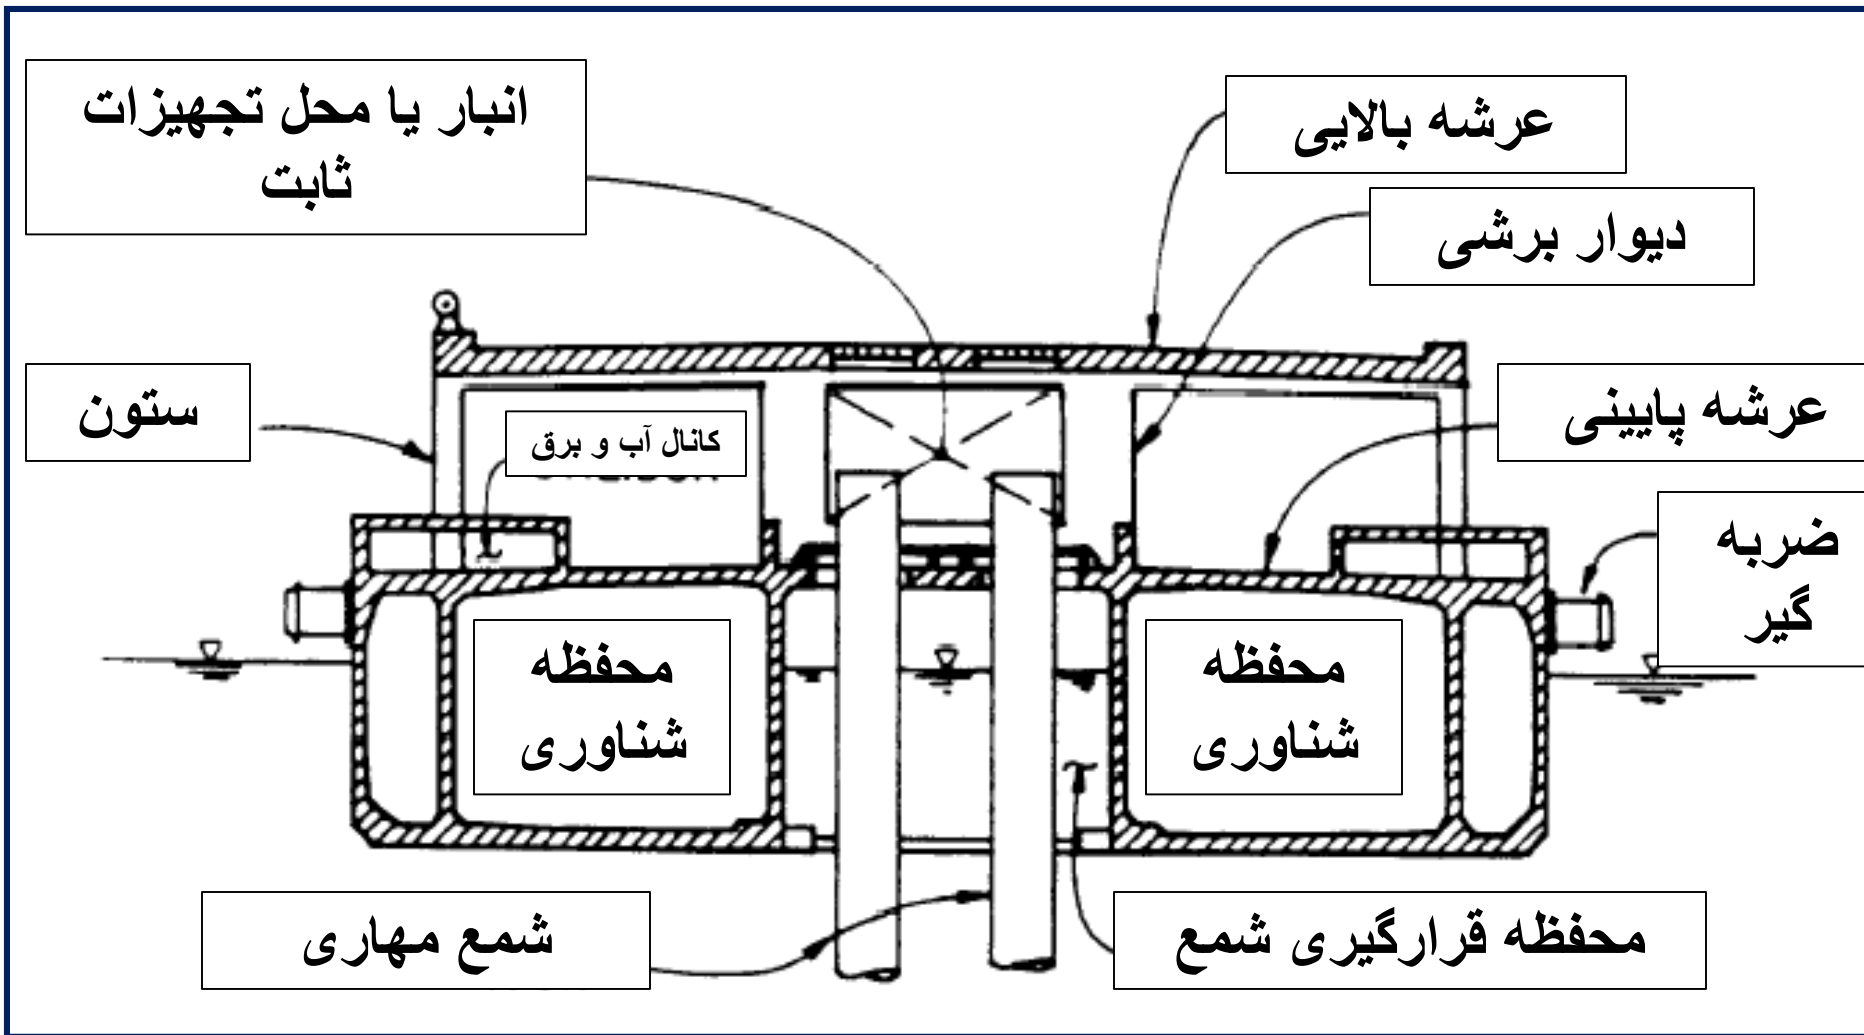 انبار یا محل تجهیزات
ثابت
عرشه بالایی
دیوار برشی
ستون
کانال آب و برق
عرشه پایینی
ضربه
گیر
محفظه
شناوری
محفظه
شناوری
شمع مهاری
محفظه قرارگیری شمع